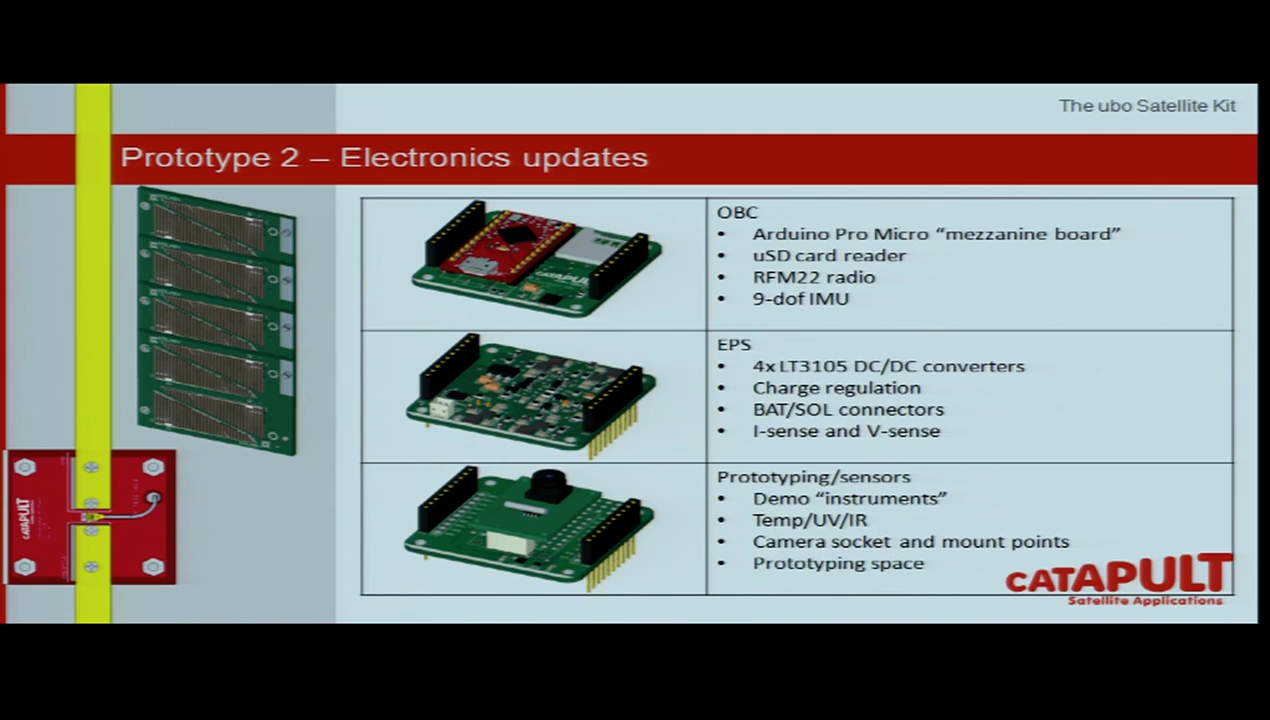 The ubo Satellite Kit
Prototype 2 – Electronics updates
OBC
• Arduino Pro Micro “mezzanine board”
• uSD card reader
• RFM22 radio
• 9-dof IMU
EPS
• 4x LT3105 DC/DC converters
• Charge regulation
• BAT/SOL connectors
• I-sense and V-sense
Prototyping/sensors
• Demo “instruments”
• Temp/UV/IR
• Camera socket and mount points
• Prototyping space
CATAPULT
Satellite Applications
CATAPULT
CATAPULT